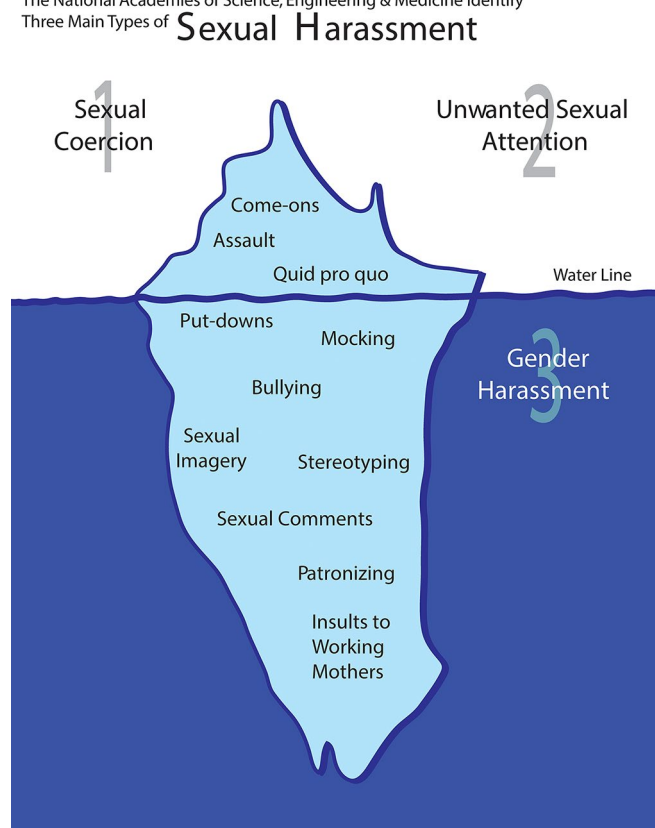 The National Academies of Science, Engineering & Medicine Identify
Three Main Types of Sexual Harassment
1
Sexual
Coercion
2
Unwanted Sexual
Attention
Come-ons
Assault
Quid pro quo
Water Line
Put-downs
Mocking
3
Gender
Harassment
Bullying
Sexual
Imagery
Stereotyping
Sexual Comments
Patronizing
Insults to
Working
Mothers